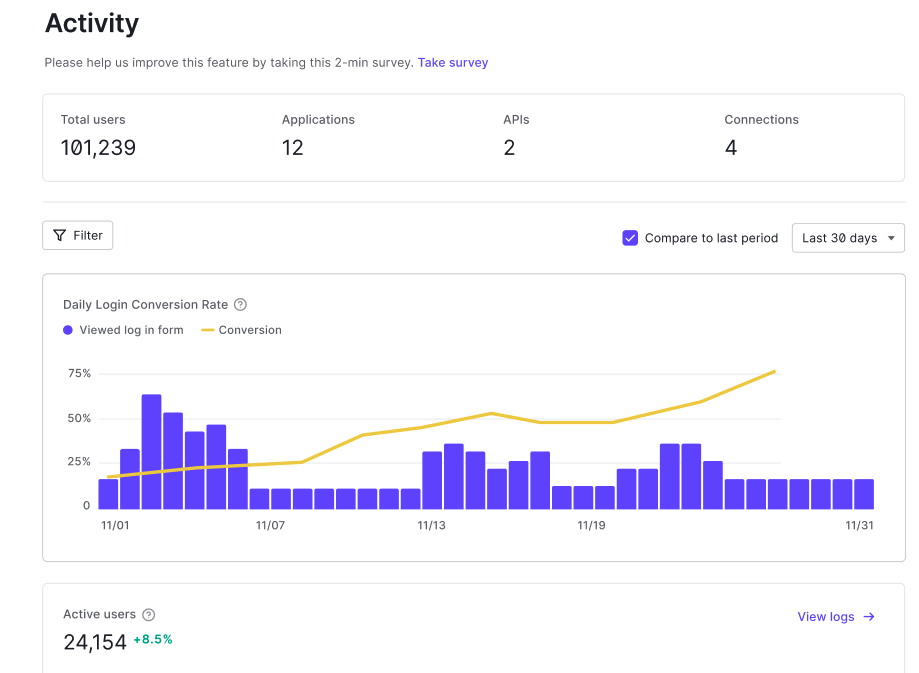 Activity
Please help us improve this feature by taking this 2-min survey. Take survey
Total users Applications APIs Connections
101,239 12 2 4
Filter Compare to last period Last 30 days
Daily Login Conversion Rate ?
Viewed log in form Conversion
75%
50%
25%
0
11/01 11/07 11/13 11/19 11/31
Active users ? View logs →
24,154 +8.5%